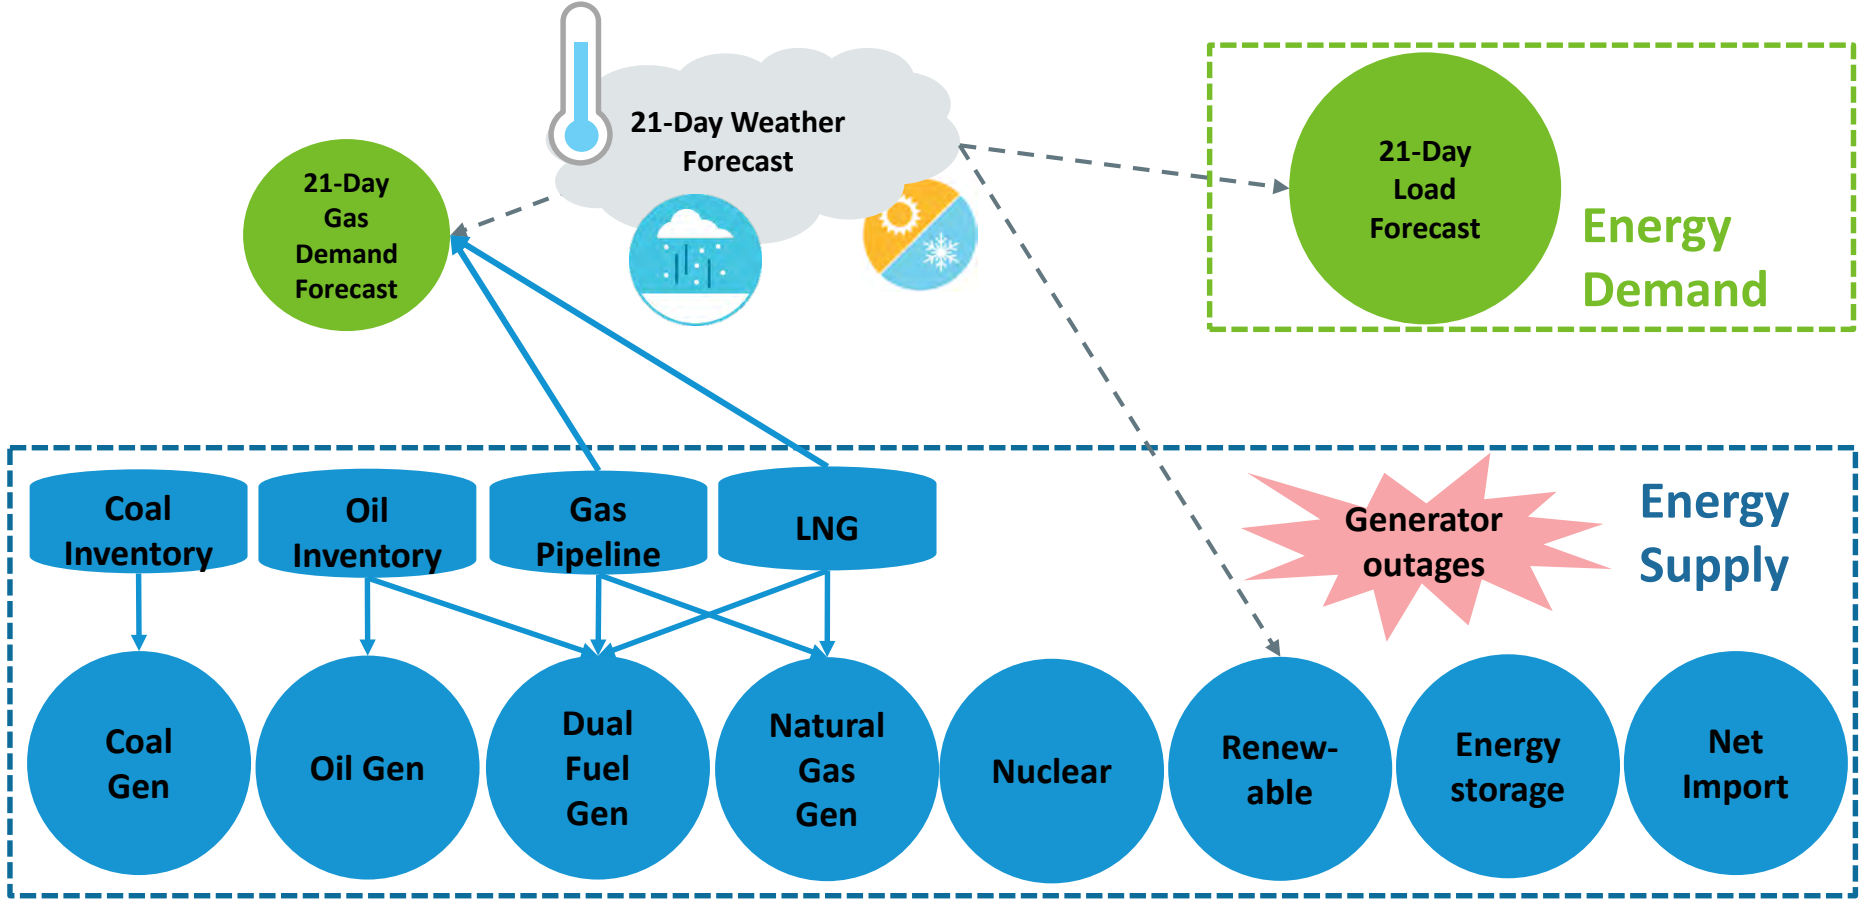 21-Day Weather
Forecast
21-Day
Gas
Demand
Forecast
21-Day
Load
Forecast
Energy
Demand
Coal
Inventory
Oil
Inventory
Gas
Pipeline
LNG
Generator
outages
Energy
Supply
Coal
Gen
Oil Gen
Dual
Fuel
Gen
Natural
Gas
Gen
Nuclear
Renew-
able
Energy
storage
Net
Import